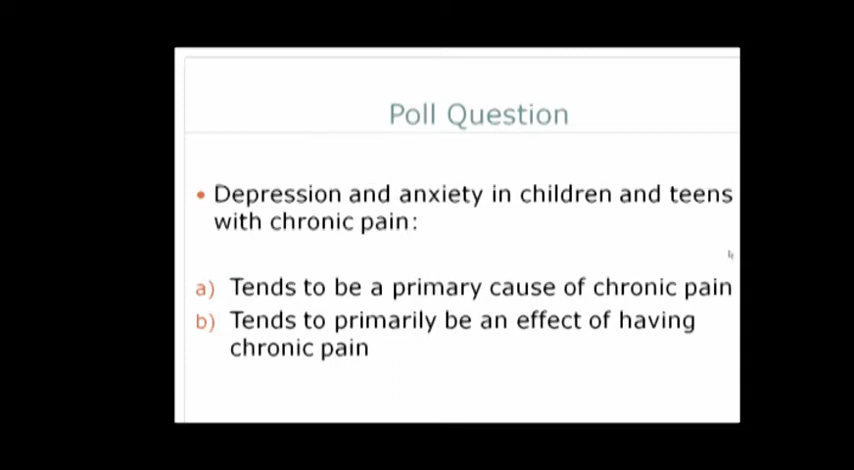 Poll Question
• Depression and anxiety in children and teens
with chronic pain:
a) Tends to be a primary cause of chronic pain
b) Tends to primarily be an effect of having
chronic pain